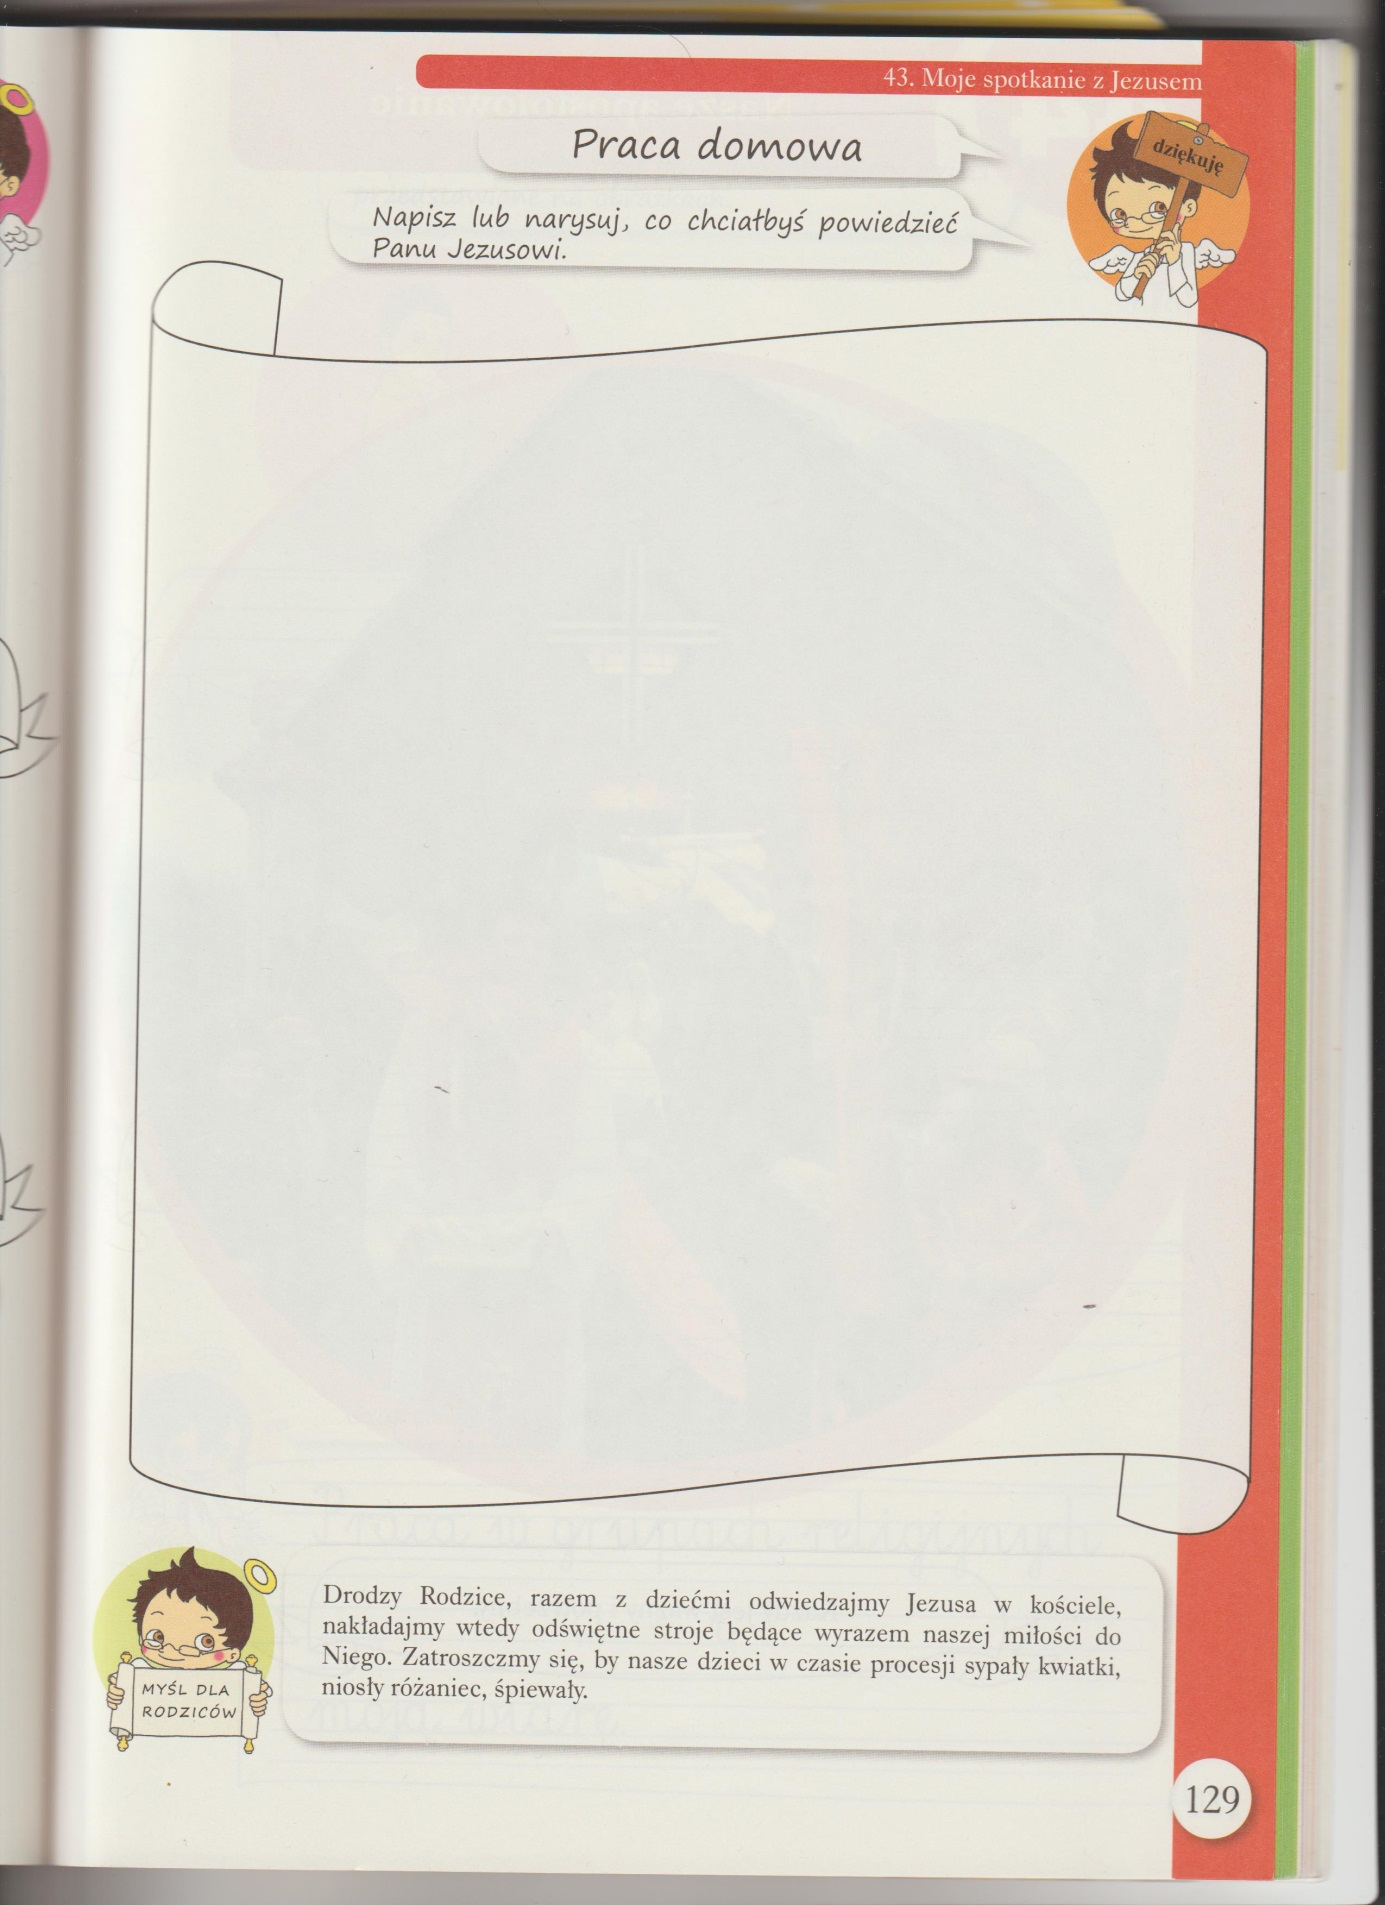 43. Moje spotkanie z Jezusem
Praca domowa
dziękuję
Napisz lub narysuj, co chciałbyś powiedzieć
Panu Jezusowi.
Drodzy Rodzice, razem z dziećmi odwiedzajmy Jezusa w kościele,
nakładajmy wtedy odświętne stroje będące wyrazem naszej miłości do
Niego. Zatroszczmy się, by nasze dzieci w czasie procesji sypały kwiatki,
niosły różaniec, śpiewały.
MYŚL DLA
RODZICÓW
129